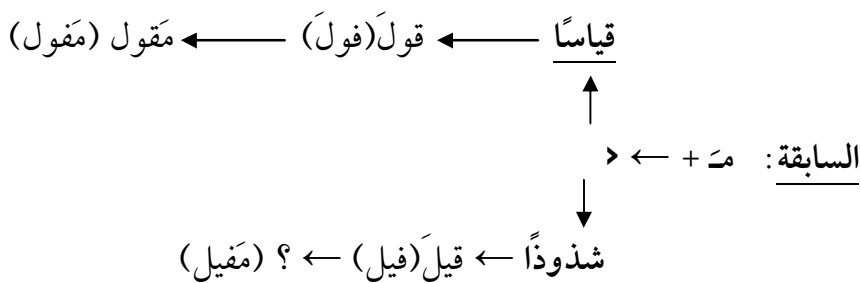 قياسًا ← قولَ(فولَ) ← مَقول (مَفول)
السابقة: مـَ + ←
شذوذًا ← قيلَ(فيل) ← ؟ (مَفيل)